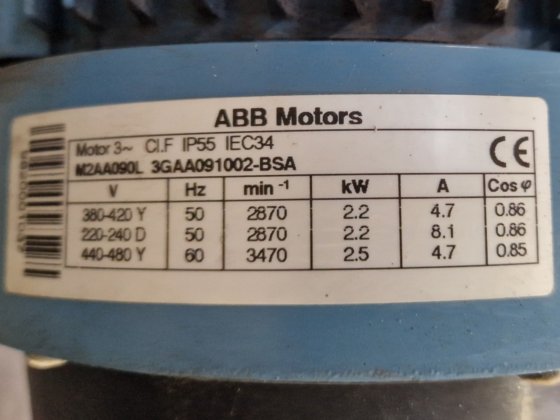 ABB Motors
Motor 3~ Cl.F IP55 IEC34
M2AA090L 3GAA091002-BSA
CE
V Hz min⁻¹ kW A Cos φ
380-420 Y 50 2870 2.2 4.7 0.86
220-240 D 50 2870 2.2 8.1 0.86
440-480 Y 60 3470 2.5 4.7 0.85